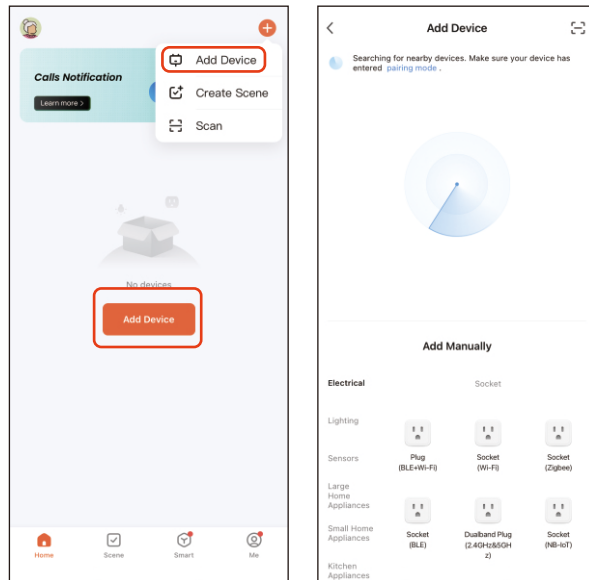 Add Device
Calls Notification
Create Scene
Learn more >
Scan
No devices
Add Device
Home
Scene
Smart
Me
Add Device
Searching for nearby devices. Make sure your device has
entered pairing mode .
Add Manually
Electrical
Socket
Lighting
Sensors
Plug
(BLE+Wi-Fi)
Socket
(Wi-Fi)
Socket
(Zigbee)
Large
Home
Appliances
Small Home
Appliances
Socket
(BLE)
Dualband Plug
(2.4GHz&5GH
z)
Socket
(NB-IoT)
Kitchen
Appliances